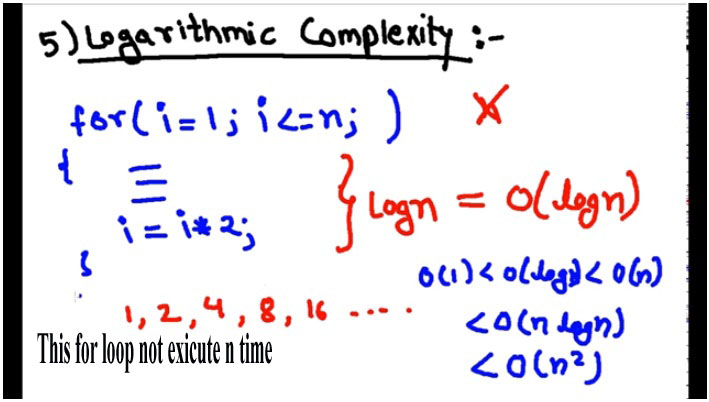 5) Logarithmic Complexity :-
for( i=1; i<=n; )
{
i = i*2;
} logn = O(logn)
}
O(1) < O(logn) < O(n)
1, 2, 4, 8, 16 .... .
< O(n logn)
This for loop not exicute n time
< O(n²)